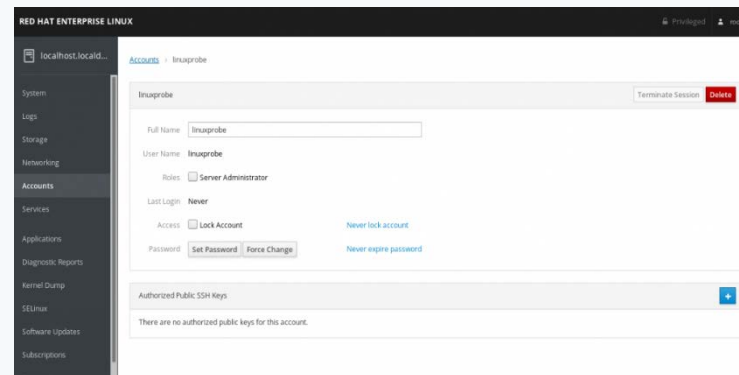 RED HAT ENTERPRISE LINUX
Privileged
localhost.locald...
Accounts
linuxprobe
System
Logs
Storage
Networking
Accounts
Services
Applications
Diagnostic Reports
Kernel Dump
SELinux
Software Updates
Subscriptions
linuxprobe
Terminate Session Delete
Full Name linuxprobe
User Name linuxprobe
Roles Server Administrator
Last Login Never
Access Lock Account Never lock account
Password Set Password Force Change Never expire password
Authorized Public SSH Keys
+
There are no authorized public keys for this account.